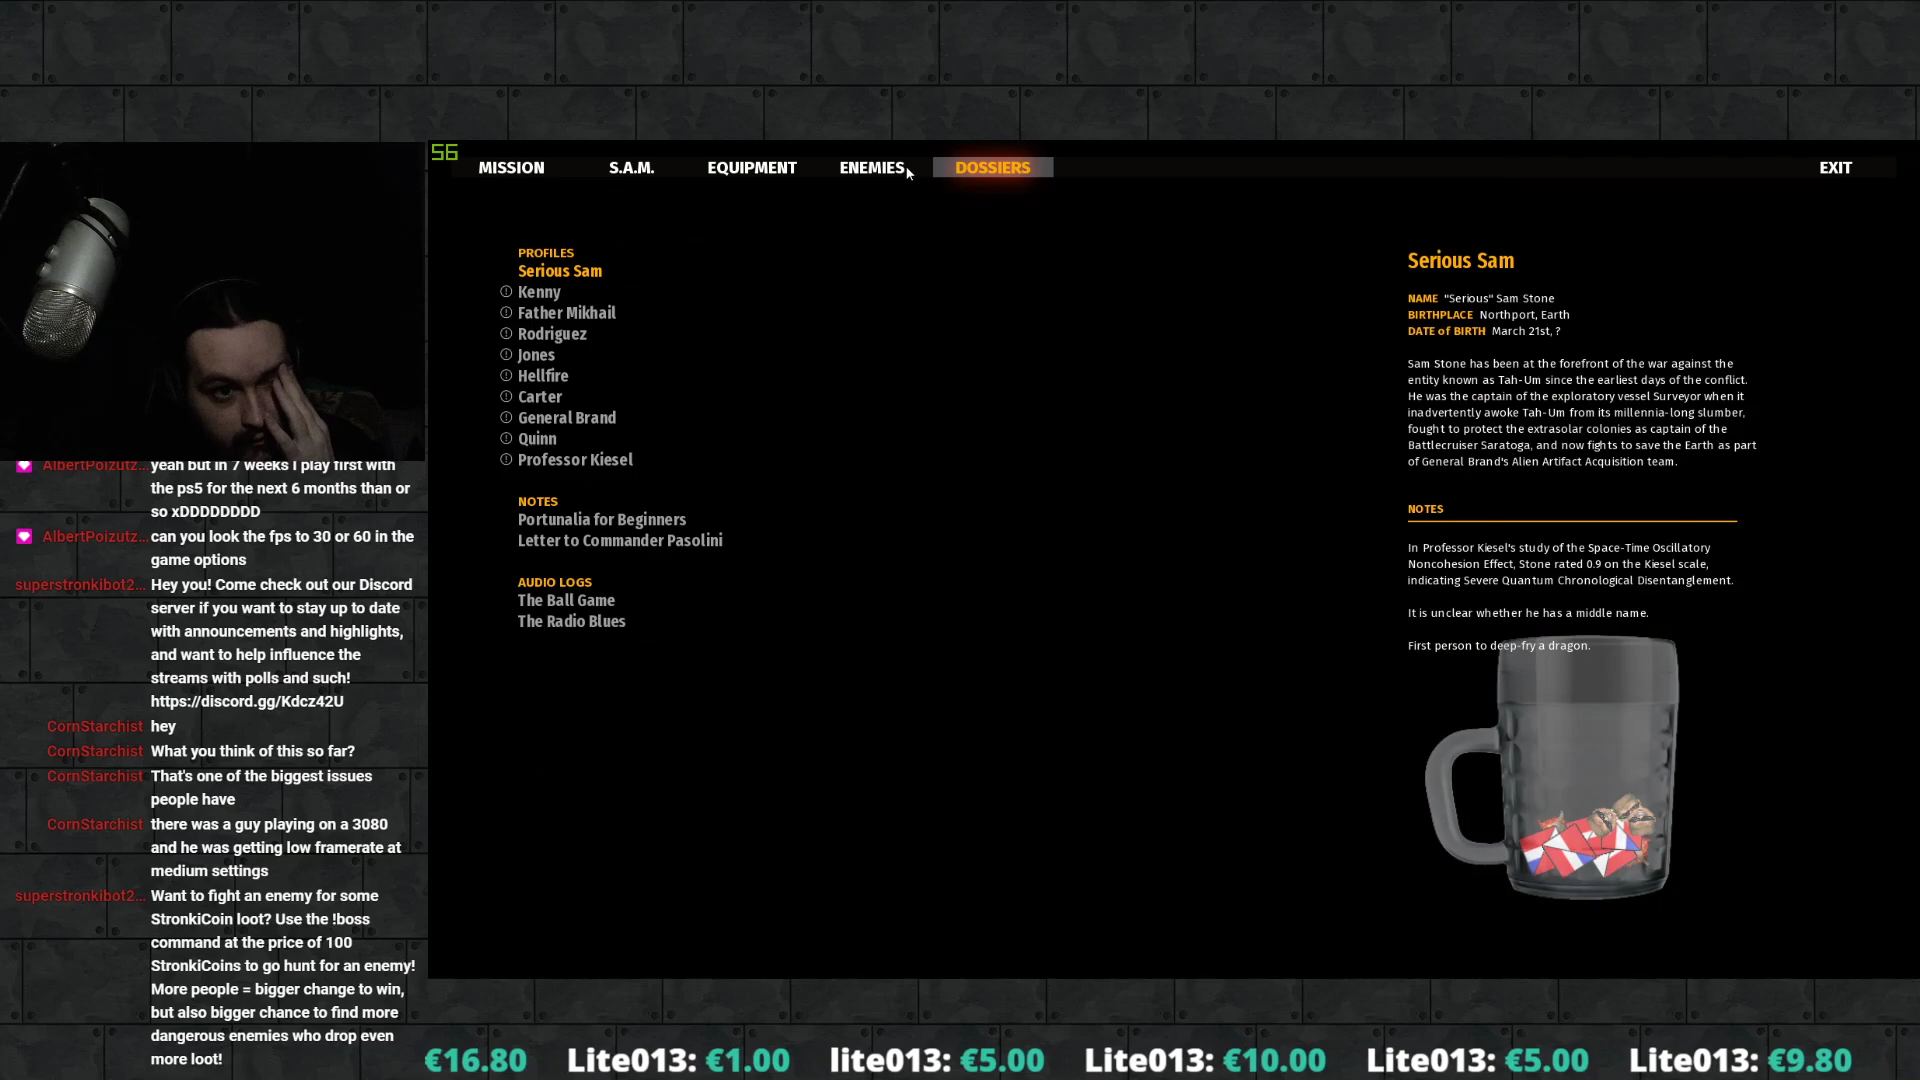 56
MISSION
S.A.M.
EQUIPMENT
ENEMIES
DOSSIERS
EXIT
PROFILES
Serious Sam
Kenny
Father Mikhail
Rodriguez
Jones
Hellfire
Carter
General Brand
Quinn
Professor Kiesel
NOTES
Portunalia for Beginners
Letter to Commander Pasolini
AUDIO LOGS
The Ball Game
The Radio Blues
Serious Sam
NAME "Serious" Sam Stone
BIRTHPLACE Northport, Earth
DATE of BIRTH March 21st, ?
Sam Stone has been at the forefront of the war against the
entity known as Tah-Um since the earliest days of the conflict.
He was the captain of the exploratory vessel Surveyor when it
inadvertently awoke Tah-Um from its millennia-long slumber,
fought to protect the extrasolar colonies as captain of the
Battlecruiser Saratoga, and now fights to save the Earth as part
of General Brand's Alien Artifact Acquisition team.
NOTES
In Professor Kiesel's study of the Space-Time Oscillatory
Noncohesion Effect, Stone rated 0.9 on the Kiesel scale,
indicating Severe Quantum Chronological Disentanglement.
It is unclear whether he has a middle name.
First person to deep-fry a dragon.
AlbertPoizutz... yeah but in 7 weeks I play first with
the ps5 for the next 6 months than or
so xDDDDDDDD
AlbertPoizutz... can you look the fps to 30 or 60 in the
game options
superstronkibot2... Hey you! Come check out our Discord
server if you want to stay up to date
with announcements and highlights,
and want to help influence the
streams with polls and such!
https://discord.gg/Kdcz42U
CornStarchist hey
CornStarchist What you think of this so far?
CornStarchist That's one of the biggest issues
people have
CornStarchist there was a guy playing on a 3080
and he was getting low framerate at
medium settings
superstronkibot2... Want to fight an enemy for some
StronkiCoin loot? Use the !boss
command at the price of 100
StronkiCoins to go hunt for an enemy!
More people = bigger change to win,
but also bigger chance to find more
dangerous enemies who drop even
more loot!
€16.80 Lite013: €1.00 lite013: €5.00 Lite013: €10.00 Lite013: €5.00 Lite013: €9.80